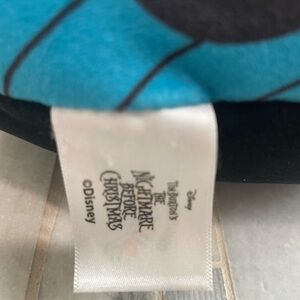 Disney
TIM BURTON'S
THE
NIGHTMARE
BEFORE
CHRISTMAS
©Disney